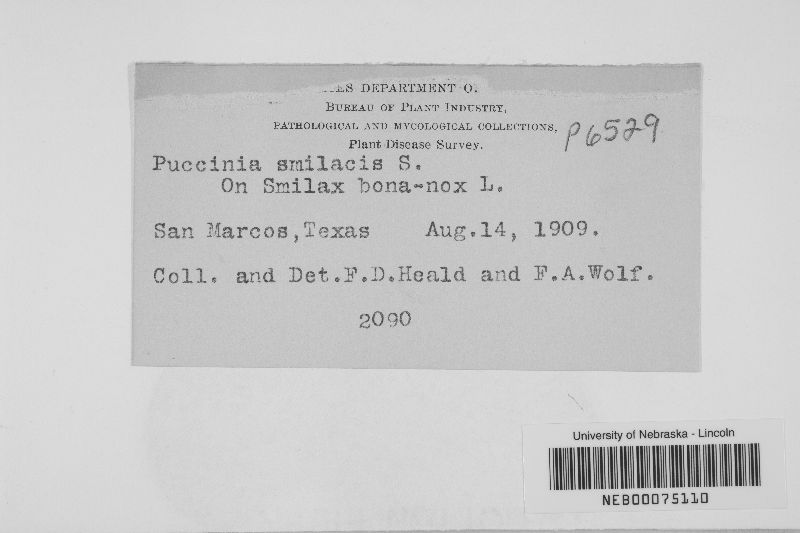 DEPARTMENT O
BUREAU OF PLANT INDUSTRY,
PATHOLOGICAL AND MYCOLOGICAL COLLECTIONS,
Plant Disease Survey.
P6529
Puccinia smilacis S.
On Smilax bona-nox L.
San Marcos, Texas Aug.14, 1909.
Coll. and Det.F.D.Heald and F.A.Wolf.
2090
University of Nebraska - Lincoln
NEB00075110